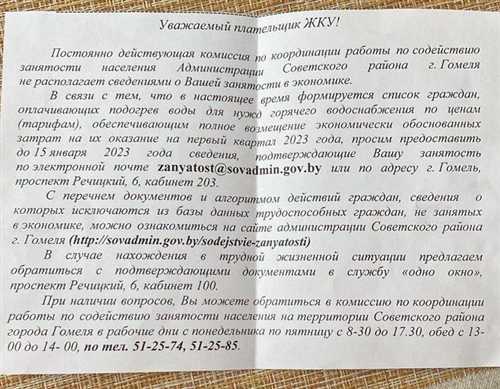 Уважаемый плательщик ЖКУ!
Постоянно действующая комиссия по координации работы по содействию
занятости населения Администрации Советского района г. Гомеля
не располагает сведениями о Вашей занятости в экономике.
В связи с тем, что в настоящее время формируется список граждан,
оплачивающих подогрев воды для нужд горячего водоснабжения по ценам
(тарифам), обеспечивающим полное возмещение экономически обоснованных
затрат на их оказание на первый квартал 2023 года, просим предоставить
до 15 января 2023 года сведения, подтверждающие Вашу занятость
по электронной почте zanyatost@sovadmin.gov.by или по адресу г. Гомель,
проспект Речицкий, 6, кабинет 203.
С перечнем документов и алгоритмом действий граждан, сведения о
которых исключаются из базы данных трудоспособных граждан, не занятых
в экономике, можно ознакомиться на сайте администрации Советского района
г. Гомеля (http://sovadmin.gov.by/sodejstvie-zanyatosti)
В случае нахождения в трудной жизненной ситуации предлагаем
обратиться с подтверждающими документами в службу «одно окно»,
проспект Речицкий, 6, кабинет 100.
При наличии вопросов, Вы можете обратиться в комиссию по координации
работы по содействию занятости населения на территории Советского района
города Гомеля в рабочие дни с понедельника по пятницу с 8-30 до 17.30, обед с 13-
00 до 14- 00, по тел. 51-25-74, 51-25-85.